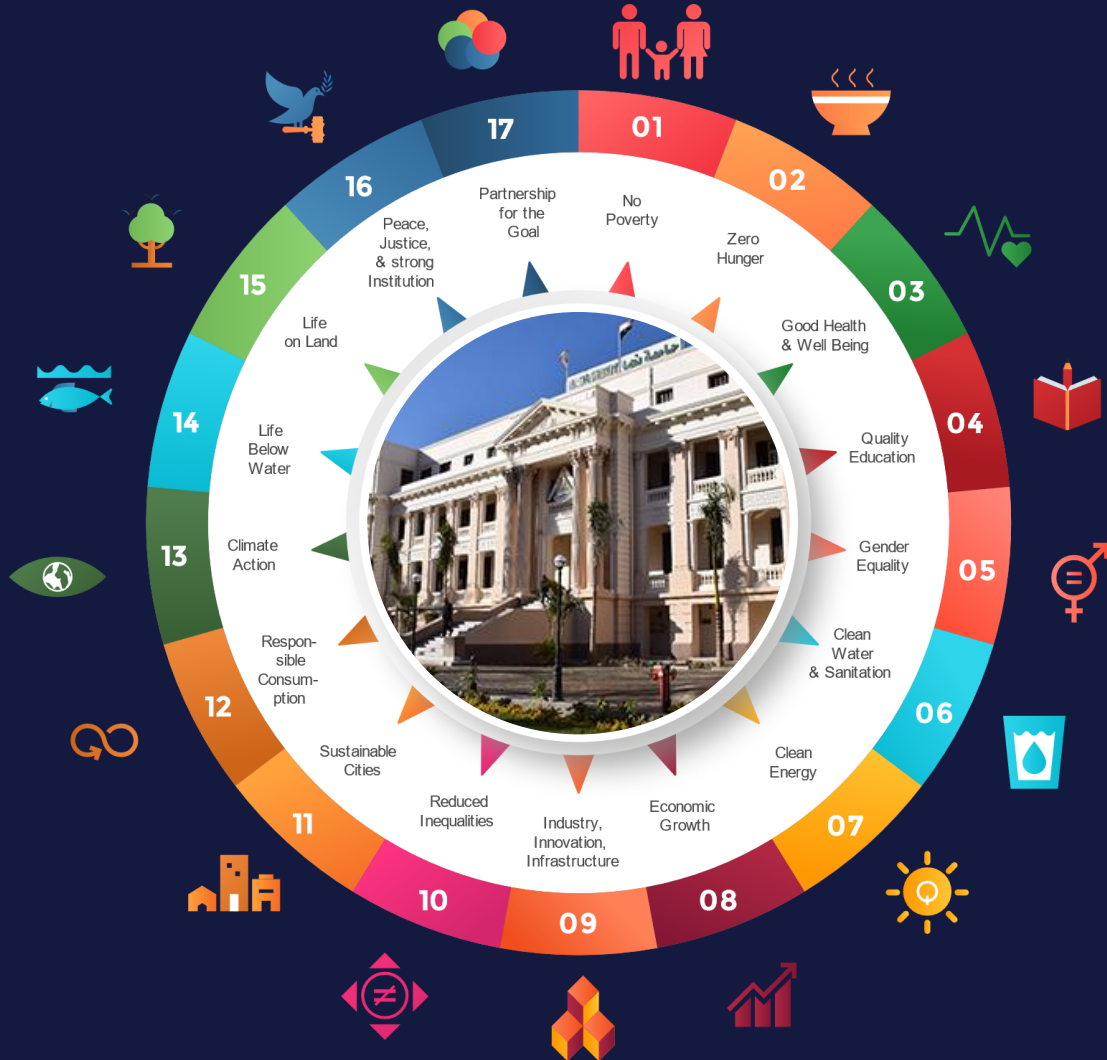 01
No
Poverty
02
Zero
Hunger
03
Good Health
& Well Being
04
Quality
Education
05
Gender
Equality
06
Clean
Water
& Sanitation
07
Clean
Energy
08
Economic
Growth
09
Industry,
Innovation,
Infrastructure
10
Reduced
Inequalities
11
Sustainable
Cities
12
Respon-
sible
Consum-
ption
13
Climate
Action
14
Life
Below
Water
15
Life
on Land
16
Peace,
Justice,
& strong
Institution
17
Partnership
for the
Goal
جامعة